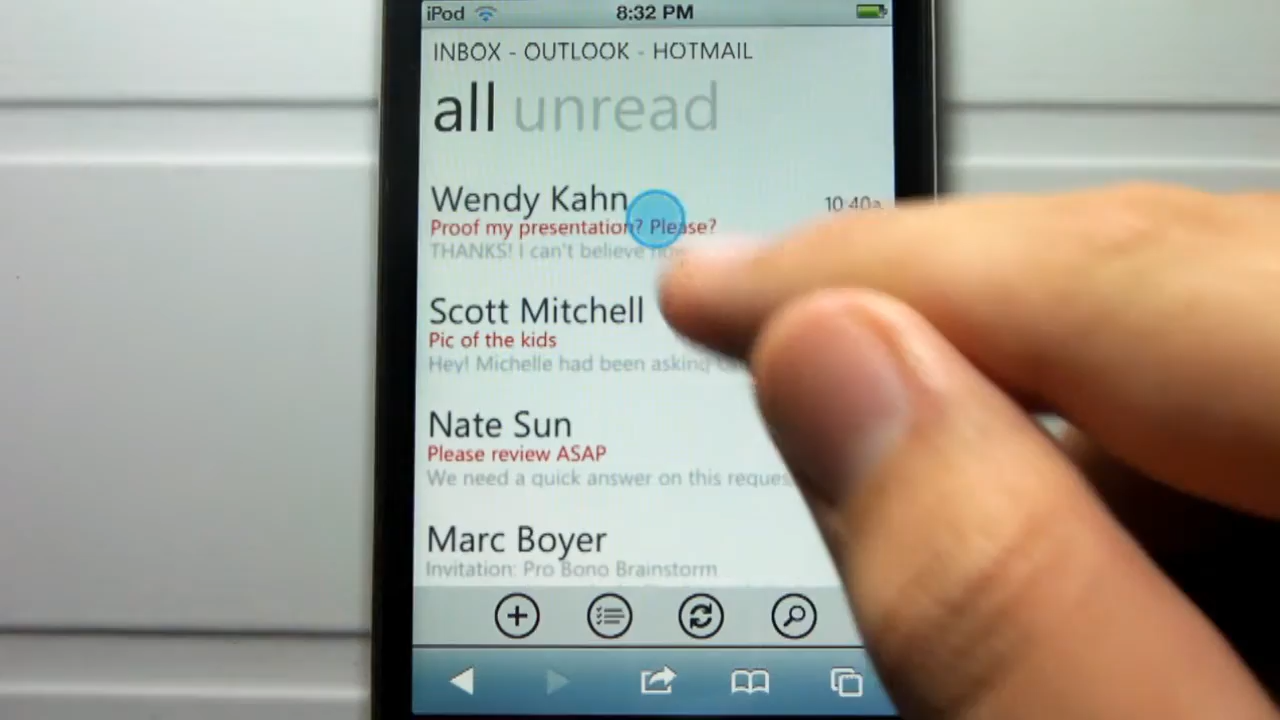 iPod 8:32 PM
INBOX - OUTLOOK - HOTMAIL
all unread
Wendy Kahn 10:40a
Proof my presentation? Please?
THANKS! I can't believe how
Scott Mitchell
Pic of the kids
Hey! Michelle had been asking
Nate Sun
Please review ASAP
We need a quick answer on this reques
Marc Boyer
Invitation: Pro Bono Brainstorm